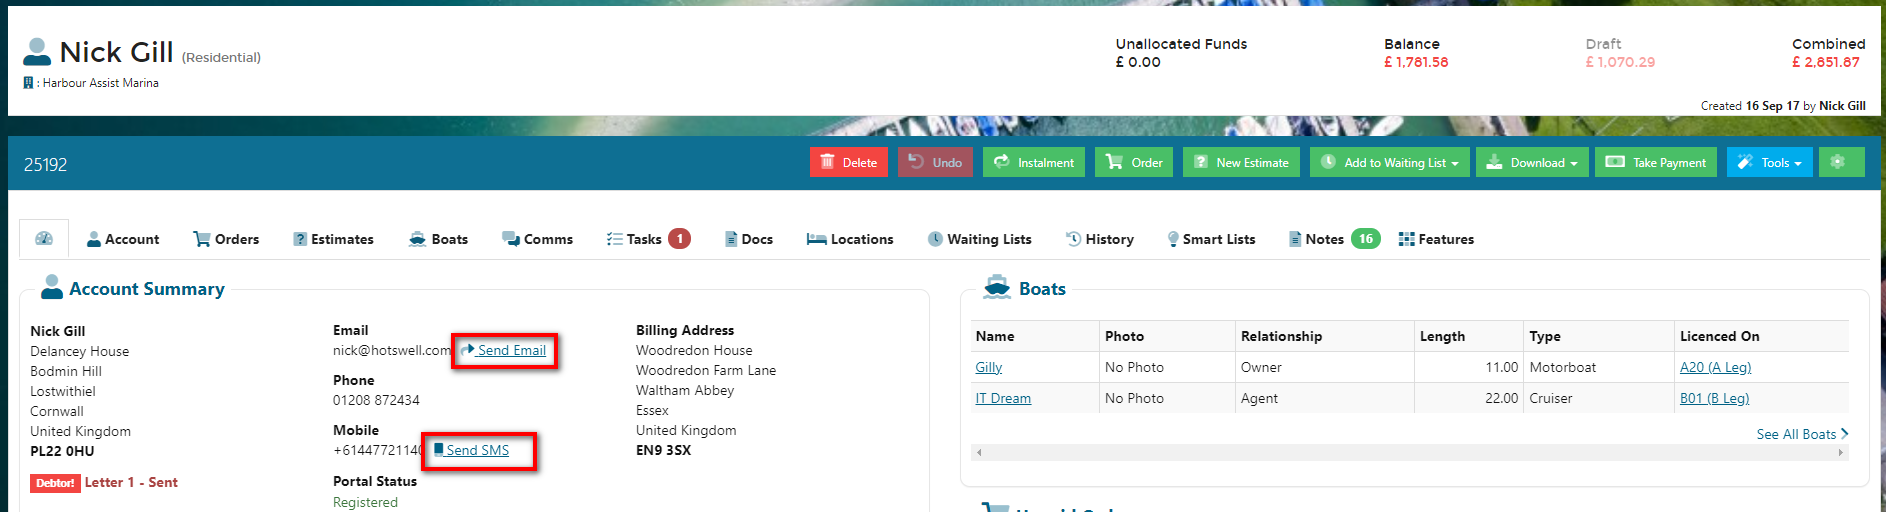 Nick Gill (Residential)
: Harbour Assist Marina
Unallocated Funds
£ 0.00
Balance
£ 1,781.58
Draft
£ 1,070.29
Combined
£ 2,851.87
Created 16 Sep 17 by Nick Gill
25192
Delete
Undo
Instalment
Order
New Estimate
Add to Waiting List
Download
Take Payment
Tools
Account
Orders
Estimates
Boats
Comms
Tasks 1
Docs
Locations
Waiting Lists
History
Smart Lists
Notes 16
Features
Account Summary
Nick Gill
Delancey House
Bodmin Hill
Lostwithiel
Cornwall
United Kingdom
PL22 0HU
Debtor! Letter 1 - Sent
Email
nick@hotswell.com Send Email
Phone
01208 872434
Mobile
+6144772114 Send SMS
Portal Status
Registered
Billing Address
Woodredon House
Woodredon Farm Lane
Waltham Abbey
Essex
United Kingdom
EN9 3SX
Boats
Name Photo Relationship Length Type Licenced On
Gilly No Photo Owner 11.00 Motorboat A20 (A Leg)
IT Dream No Photo Agent 22.00 Cruiser B01 (B Leg)
See All Boats